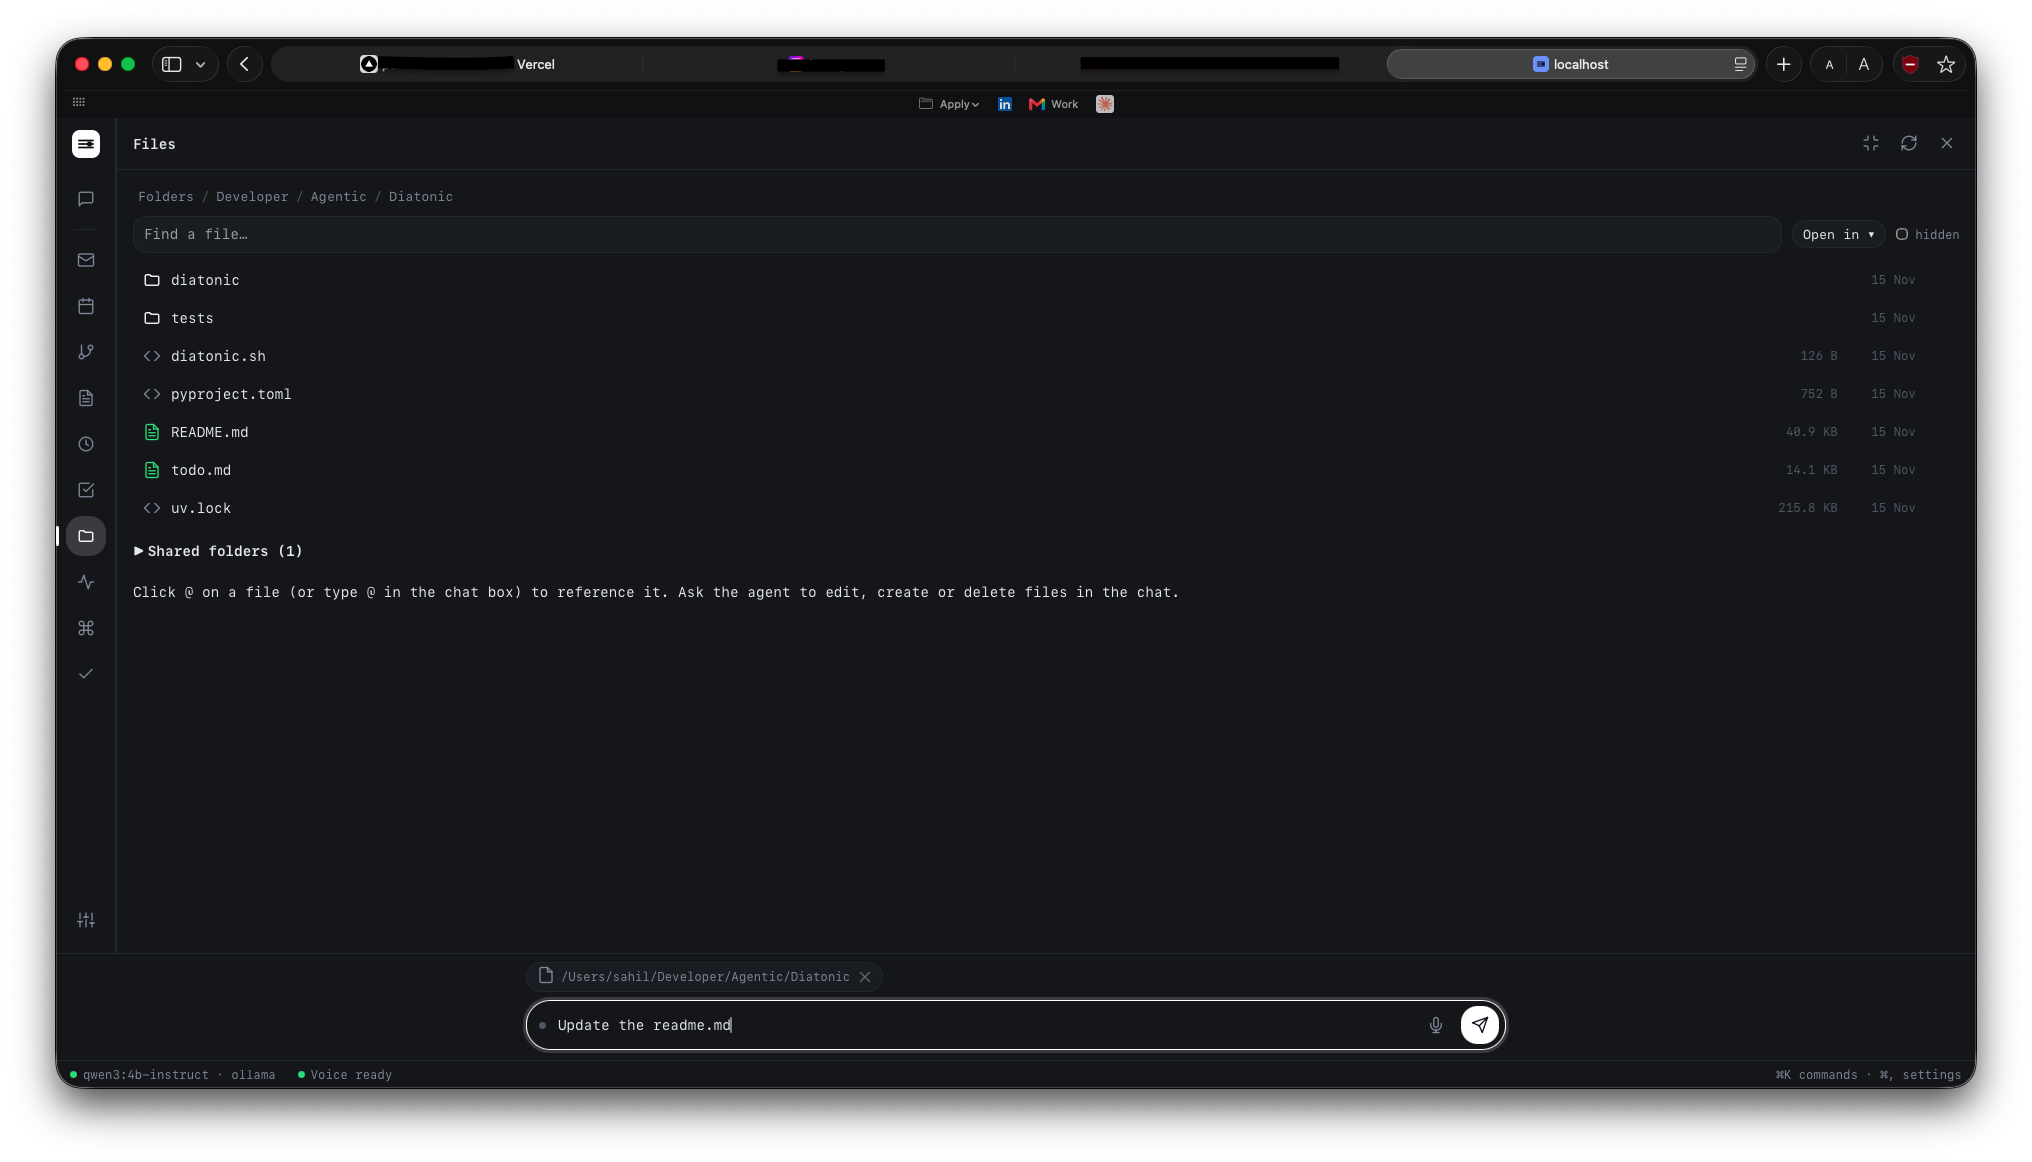 Vercel
localhost
A A
Apply
in
Work
Files
Folders / Developer / Agentic / Diatonic
Find a file…
Open in ▾
hidden
diatonic 15 Nov
tests 15 Nov
diatonic.sh 126 B 15 Nov
pyproject.toml 752 B 15 Nov
README.md 40.9 KB 15 Nov
todo.md 14.1 KB 15 Nov
uv.lock 215.8 KB 15 Nov
Shared folders (1)
Click @ on a file (or type @ in the chat box) to reference it. Ask the agent to edit, create or delete files in the chat.
/Users/sahil/Developer/Agentic/Diatonic
Update the readme.md
qwen3:4b-instruct · ollama Voice ready
⌘K commands · ⌘, settings